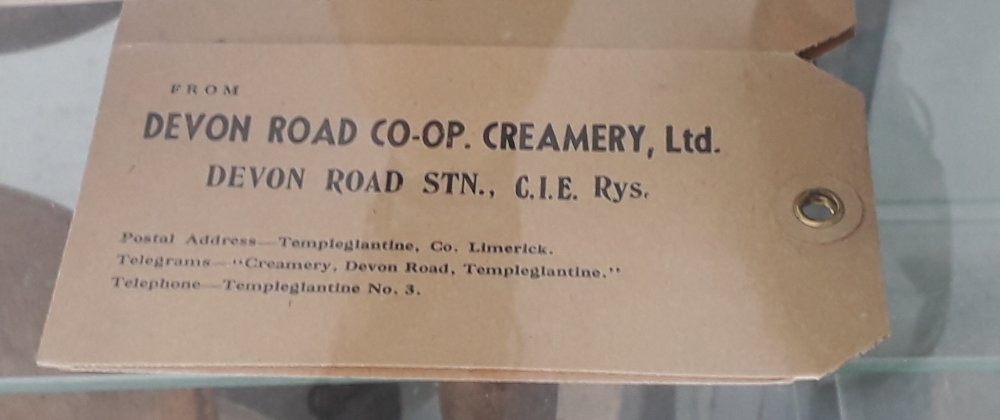 FROM
DEVON ROAD CO-OP. CREAMERY, Ltd.
DEVON ROAD STN., C.I.E. Rys.
Postal Address—Templeglantine, Co. Limerick.
Telegrams—"Creamery, Devon Road, Templeglantine."
Telephone—Templeglantine No. 3.